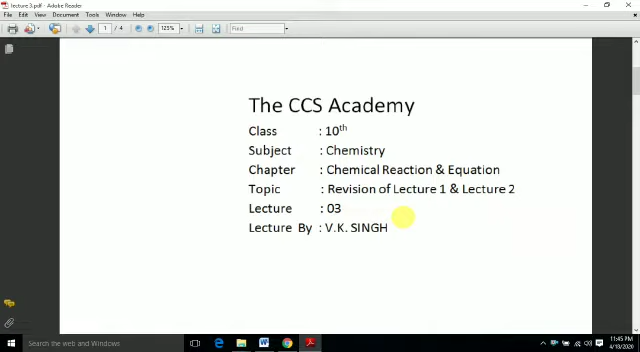 lecture 3.pdf - Adobe Reader
File Edit View Document Tools Window Help
1 / 4 125% Find
The CCS Academy
Class : 10th
Subject : Chemistry
Chapter : Chemical Reaction & Equation
Topic : Revision of Lecture 1 & Lecture 2
Lecture : 03
Lecture By : V.K. SINGH
Search the web and Windows
11:45 PM
4/18/2020